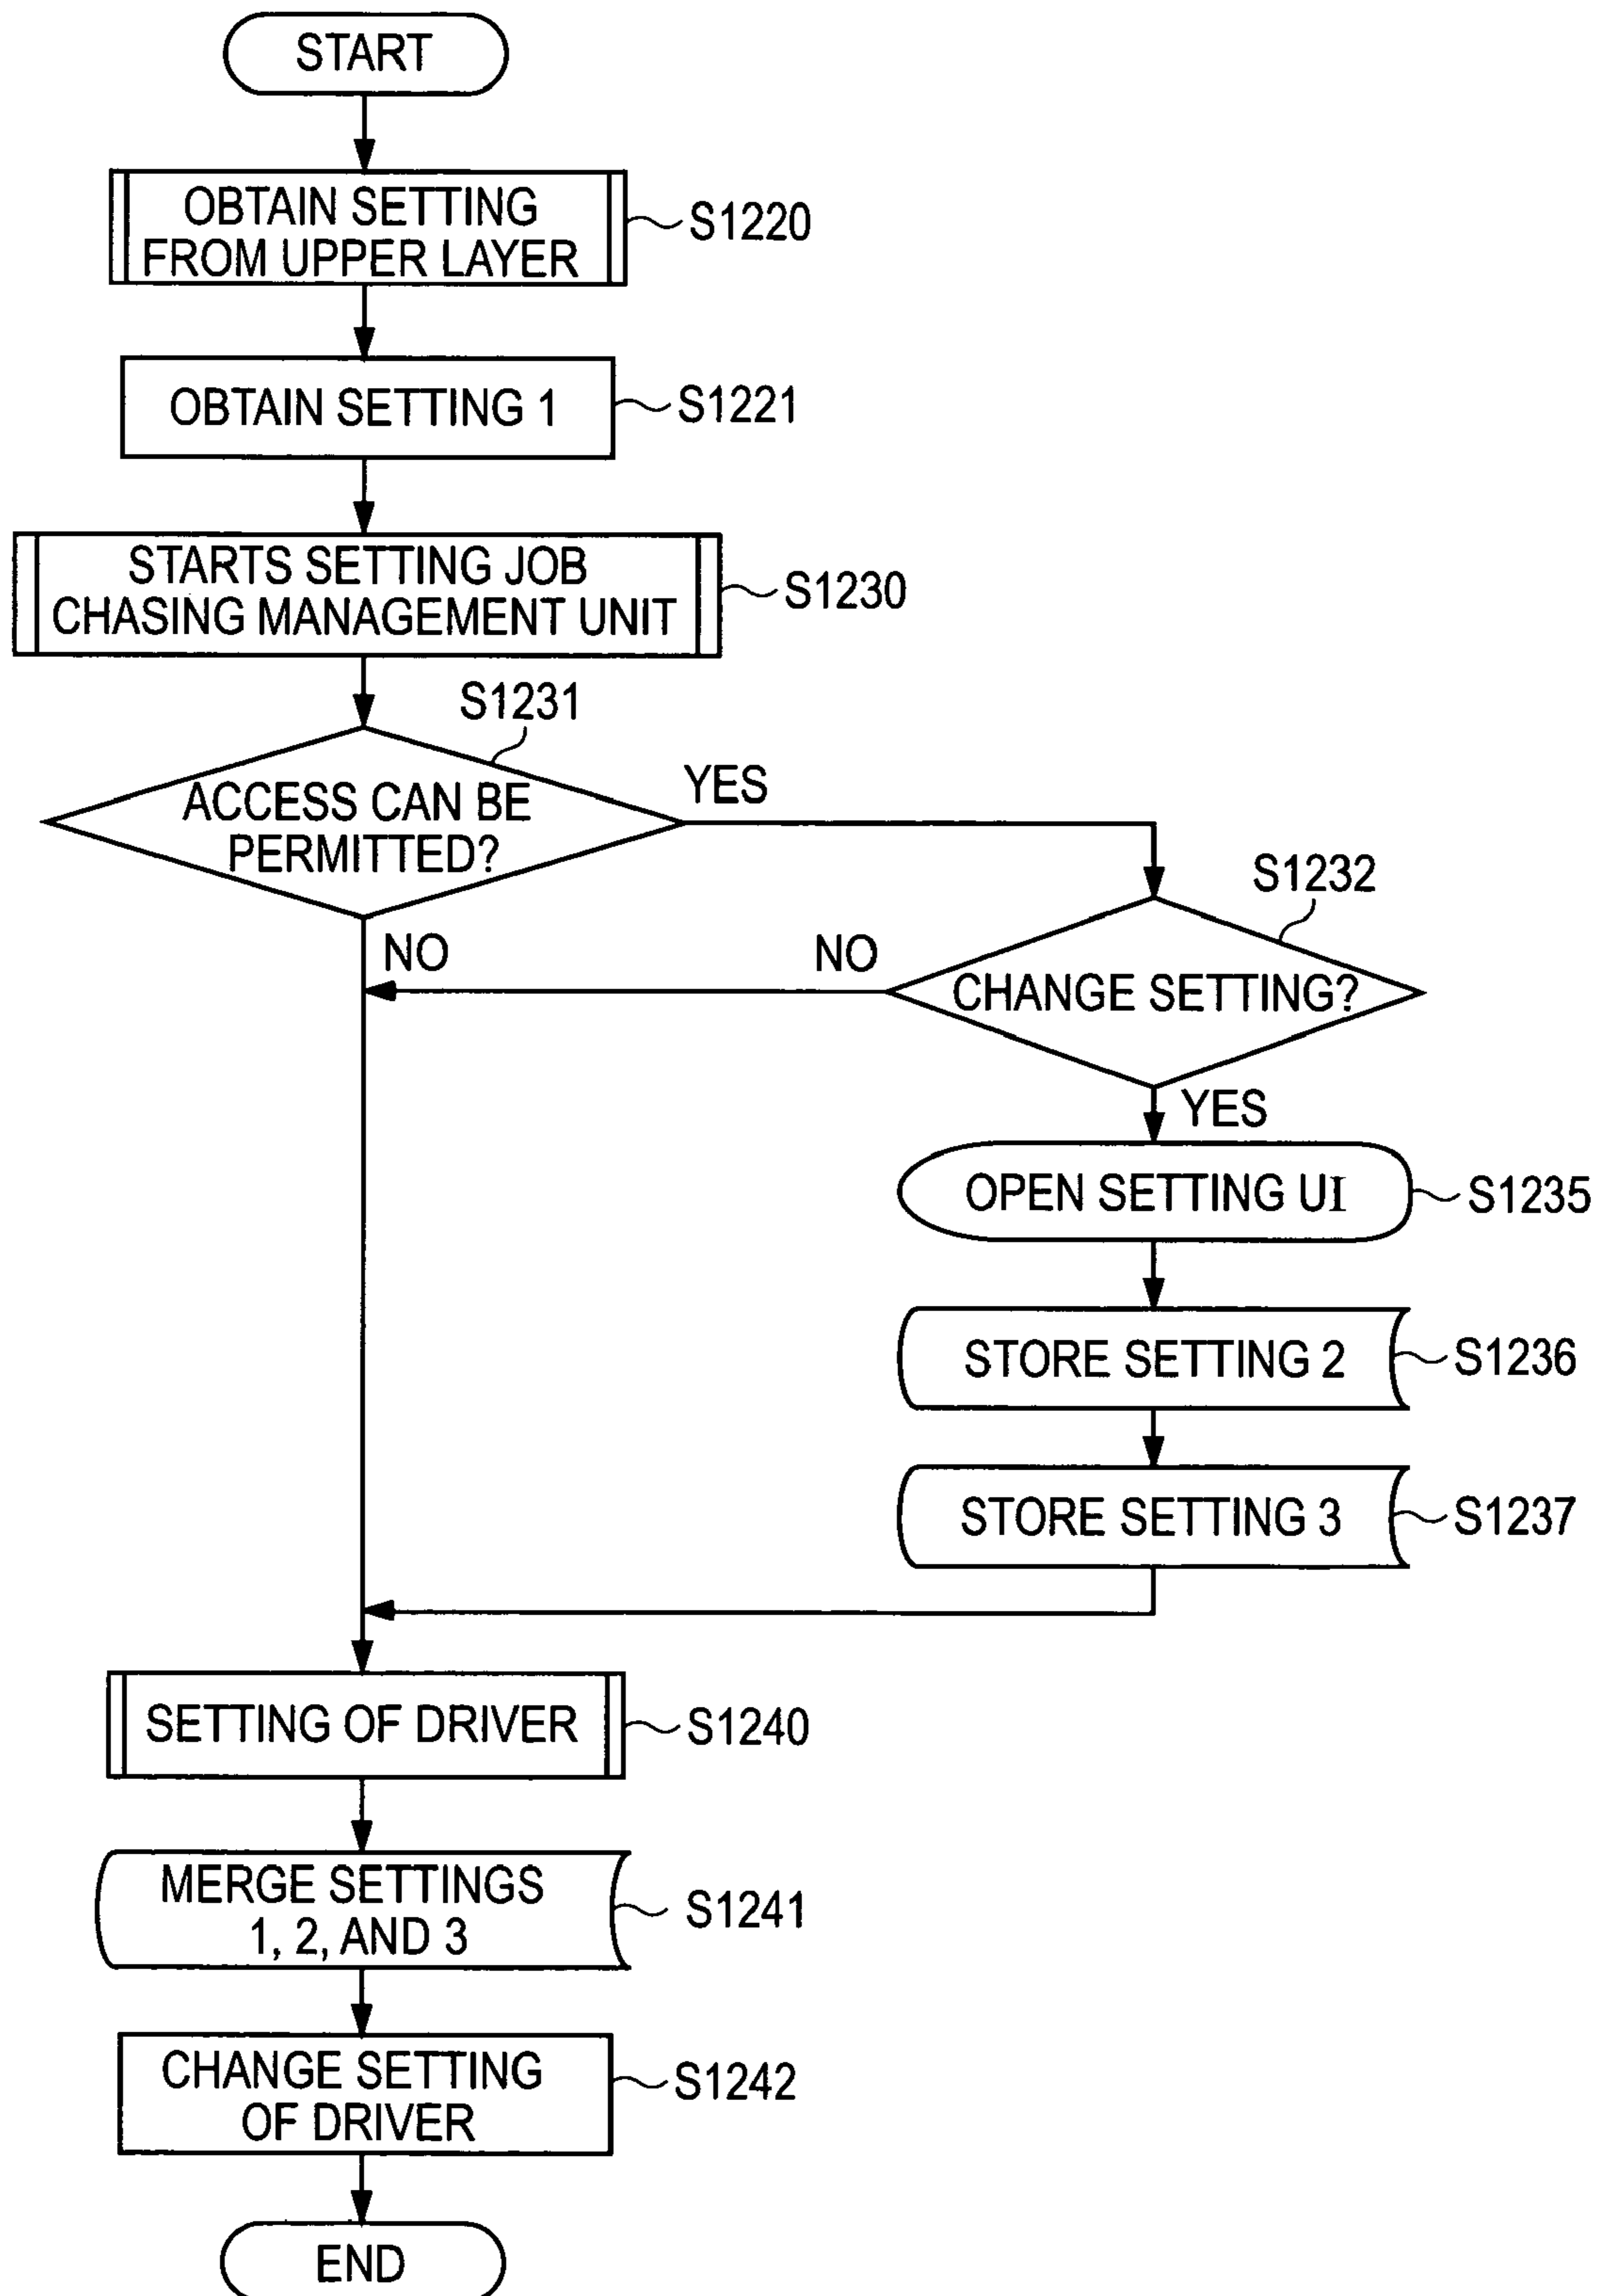 START
OBTAIN SETTING
FROM UPPER LAYER
S1220
OBTAIN SETTING 1
S1221
STARTS SETTING JOB
CHASING MANAGEMENT UNIT
S1230
S1231
ACCESS CAN BE
PERMITTED?
YES
NO
S1232
NO
CHANGE SETTING?
YES
OPEN SETTING UI
S1235
STORE SETTING 2
S1236
STORE SETTING 3
S1237
SETTING OF DRIVER
S1240
MERGE SETTINGS
1, 2, AND 3
S1241
CHANGE SETTING
OF DRIVER
S1242
END